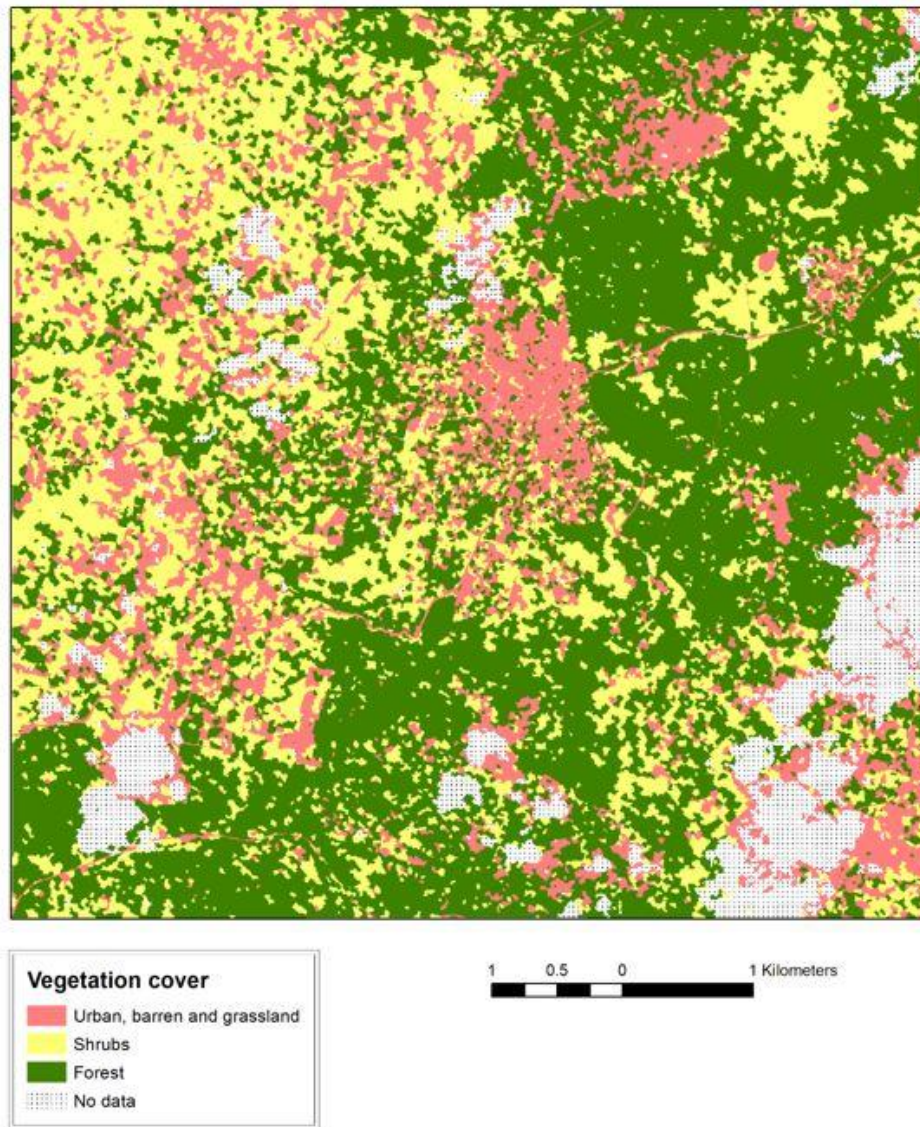 Vegetation cover
Urban, barren and grassland
Shrubs
Forest
No data
1 0.5 0 1 Kilometers